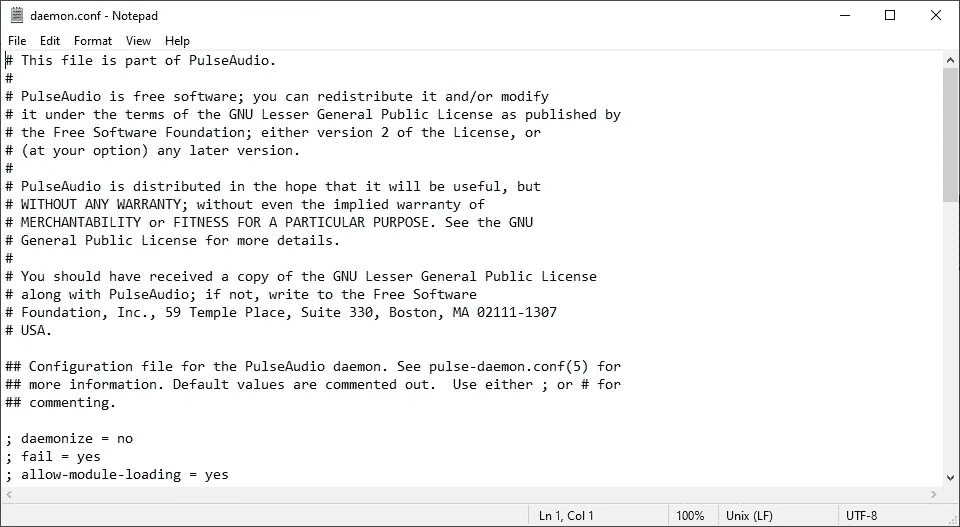 daemon.conf - Notepad
File Edit Format View Help
# This file is part of PulseAudio.
#
# PulseAudio is free software; you can redistribute it and/or modify
# it under the terms of the GNU Lesser General Public License as published by
# the Free Software Foundation; either version 2 of the License, or
# (at your option) any later version.
#
# PulseAudio is distributed in the hope that it will be useful, but
# WITHOUT ANY WARRANTY; without even the implied warranty of
# MERCHANTABILITY or FITNESS FOR A PARTICULAR PURPOSE. See the GNU
# General Public License for more details.
#
# You should have received a copy of the GNU Lesser General Public License
# along with PulseAudio; if not, write to the Free Software
# Foundation, Inc., 59 Temple Place, Suite 330, Boston, MA 02111-1307
# USA.

## Configuration file for the PulseAudio daemon. See pulse-daemon.conf(5) for
## more information. Default values are commented out.  Use either ; or # for
## commenting.

; daemonize = no
; fail = yes
; allow-module-loading = yes
Ln 1, Col 1 100% Unix (LF) UTF-8